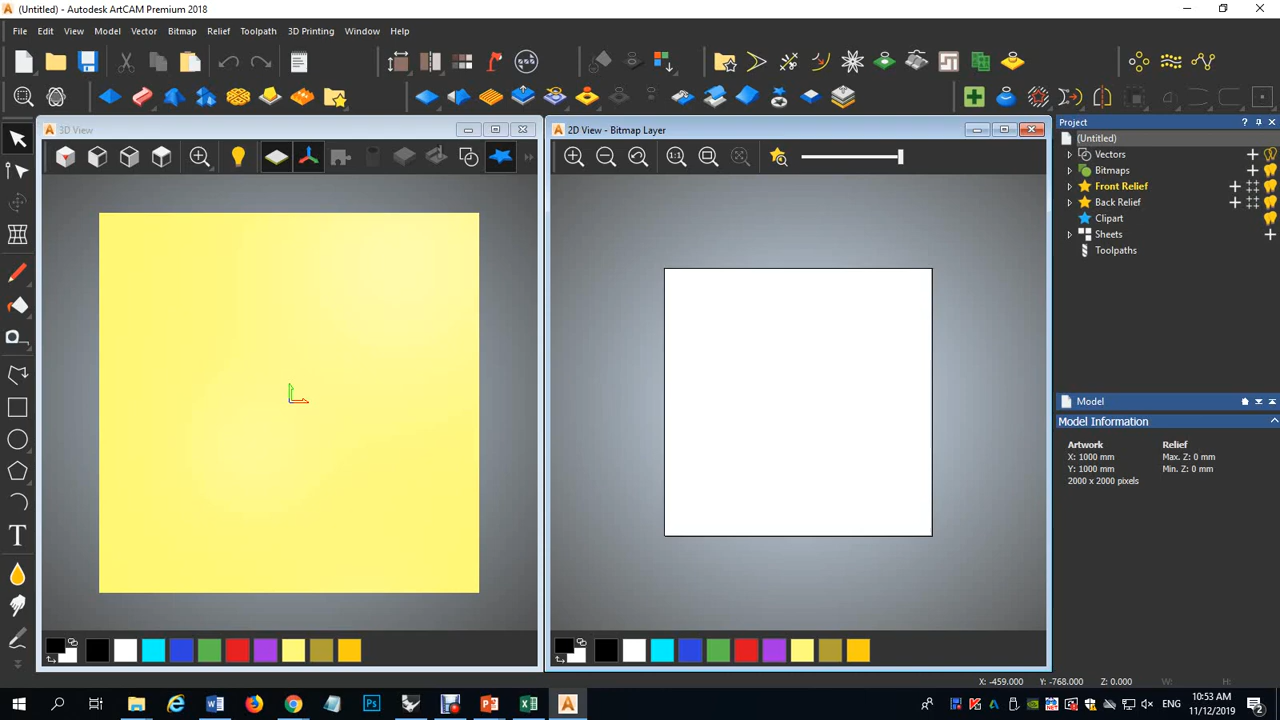 (Untitled) - Autodesk ArtCAM Premium 2018
File Edit View Model Vector Bitmap Relief Toolpath 3D Printing Window Help
3D View
2D View - Bitmap Layer
Project
(Untitled)
Vectors
Bitmaps
Front Relief
Back Relief
Clipart
Sheets
Toolpaths
Model
Model Information
Artwork Relief
X: 1000 mm Max. Z: 0 mm
Y: 1000 mm Min. Z: 0 mm
2000 x 2000 pixels
X: -459.000 Y: -768.000 Z: 0.000 W: H:
10:53 AM
11/12/2019